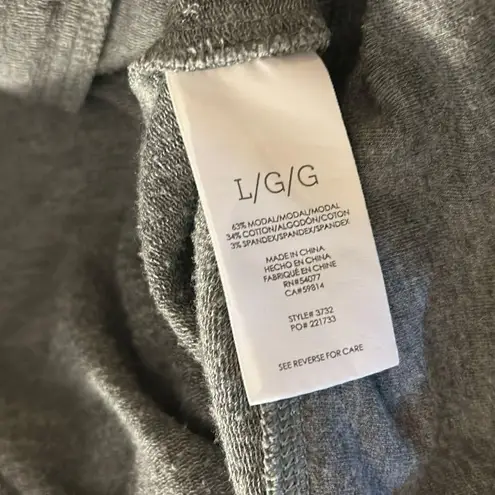 L/G/G
63% MODAL/MODAL/MODAL
34% COTTON/ALGODÓN/COTON
3% SPANDEX/SPANDEX/SPANDEX
MADE IN CHINA
HECHO EN CHINA
FABRIQUÉ EN CHINE
RN#54077
CA#59814
STYLE# 3732
PO# 221733
SEE REVERSE FOR CARE